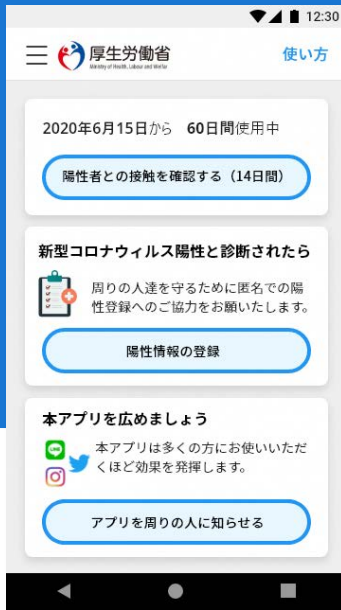 12:30
厚生労働省
Ministry of Health, Labour and Welfare
使い方
2020年6月15日から 60日間使用中
陽性者との接触を確認する（14日間）
新型コロナウィルス陽性と診断されたら
周りの人達を守るために匿名での陽
性登録へのご協力をお願いたします。
陽性情報の登録
本アプリを広めましょう
LINE
本アプリは多くの方にお使いいただ
くほど効果を発揮します。
アプリを周りの人に知らせる